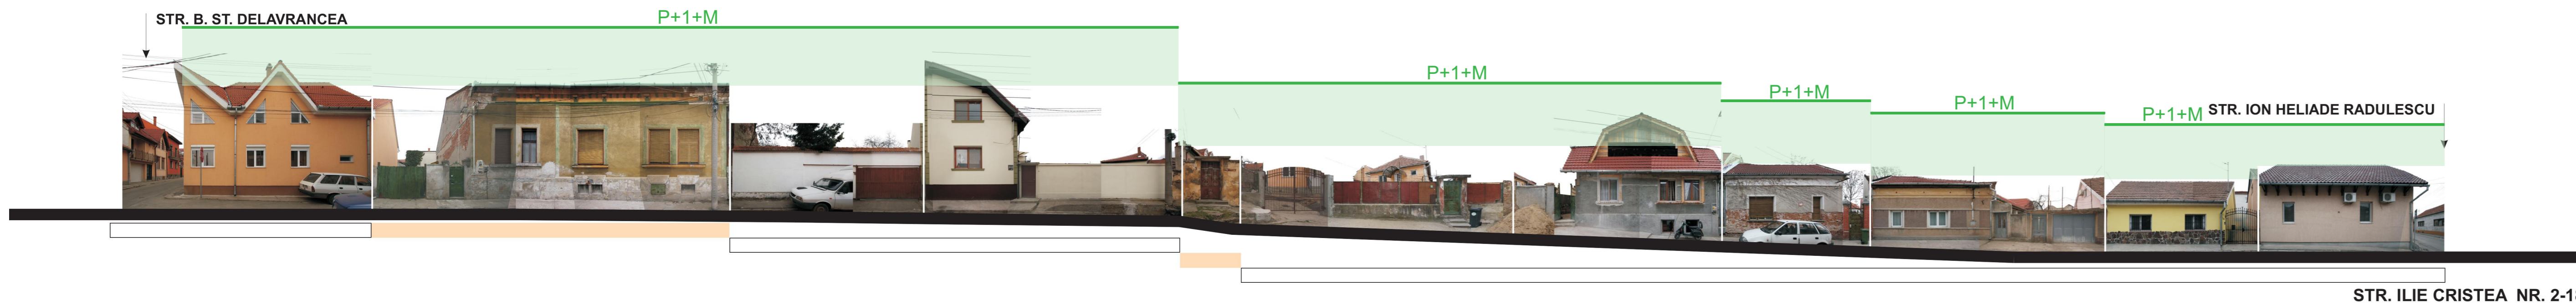 STR. B. ST. DELAVRANCEA
P+1+M
P+1+M
P+1+M
P+1+M
P+1+M
STR. ION HELIADE RADULESCU
STR. ILIE CRISTEA NR. 2-1